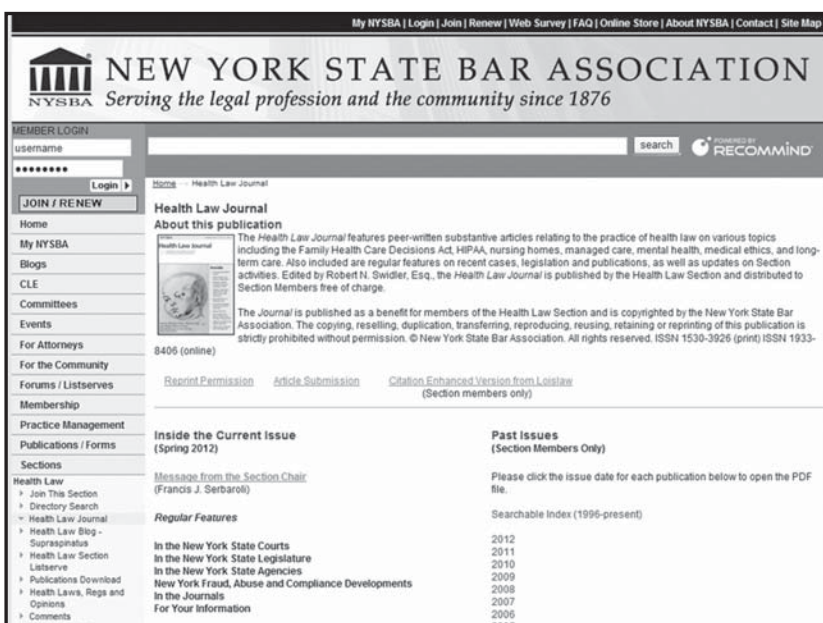 My NYSBA | Login | Join | Renew | Web Survey | FAQ | Online Store | About NYSBA | Contact | Site Map
NYSBA
NEW YORK STATE BAR ASSOCIATION
Serving the legal profession and the community since 1876
MEMBER LOGIN
username
Login
JOIN / RENEW
Home
My NYSBA
Blogs
CLE
Committees
Events
For Attorneys
For the Community
Forums / Listserves
Membership
Practice Management
Publications / Forms
Sections
Health Law
Join This Section
Directory Search
Health Law Journal
Health Law Blog -
Supraspinatus
Health Law Section
Listserve
Publications Download
Health Laws, Regs and
Opinions
Comments
search
POWERED BY
RECOMMIND
Home Health Law Journal
Health Law Journal
About this publication
Health Law Journal
The Health Law Journal features peer-written substantive articles relating to the practice of health law on various topics
including the Family Health Care Decisions Act, HIPAA, nursing homes, managed care, mental health, medical ethics, and long-
term care. Also included are regular features on recent cases, legislation and publications, as well as updates on Section
activities. Edited by Robert N. Swidler, Esq., the Health Law Journal is published by the Health Law Section and distributed to
Section Members free of charge.
The Journal is published as a benefit for members of the Health Law Section and is copyrighted by the New York State Bar
Association. The copying, reselling, duplication, transferring, reproducing, reusing, retaining or reprinting of this publication is
strictly prohibited without permission. © New York State Bar Association. All rights reserved. ISSN 1530-3926 (print) ISSN 1933-
8406 (online)
Reprint Permission Article Submission Citation Enhanced Version from Loislaw
(Section members only)
Inside the Current Issue
(Spring 2012)
Message from the Section Chair
(Francis J. Serbaroli)
Regular Features
In the New York State Courts
In the New York State Legislature
In the New York State Agencies
New York Fraud, Abuse and Compliance Developments
In the Journals
For Your Information
Past Issues
(Section Members Only)
Please click the issue date for each publication below to open the PDF
file.
Searchable Index (1996-present)
2012
2011
2010
2009
2008
2007
2006